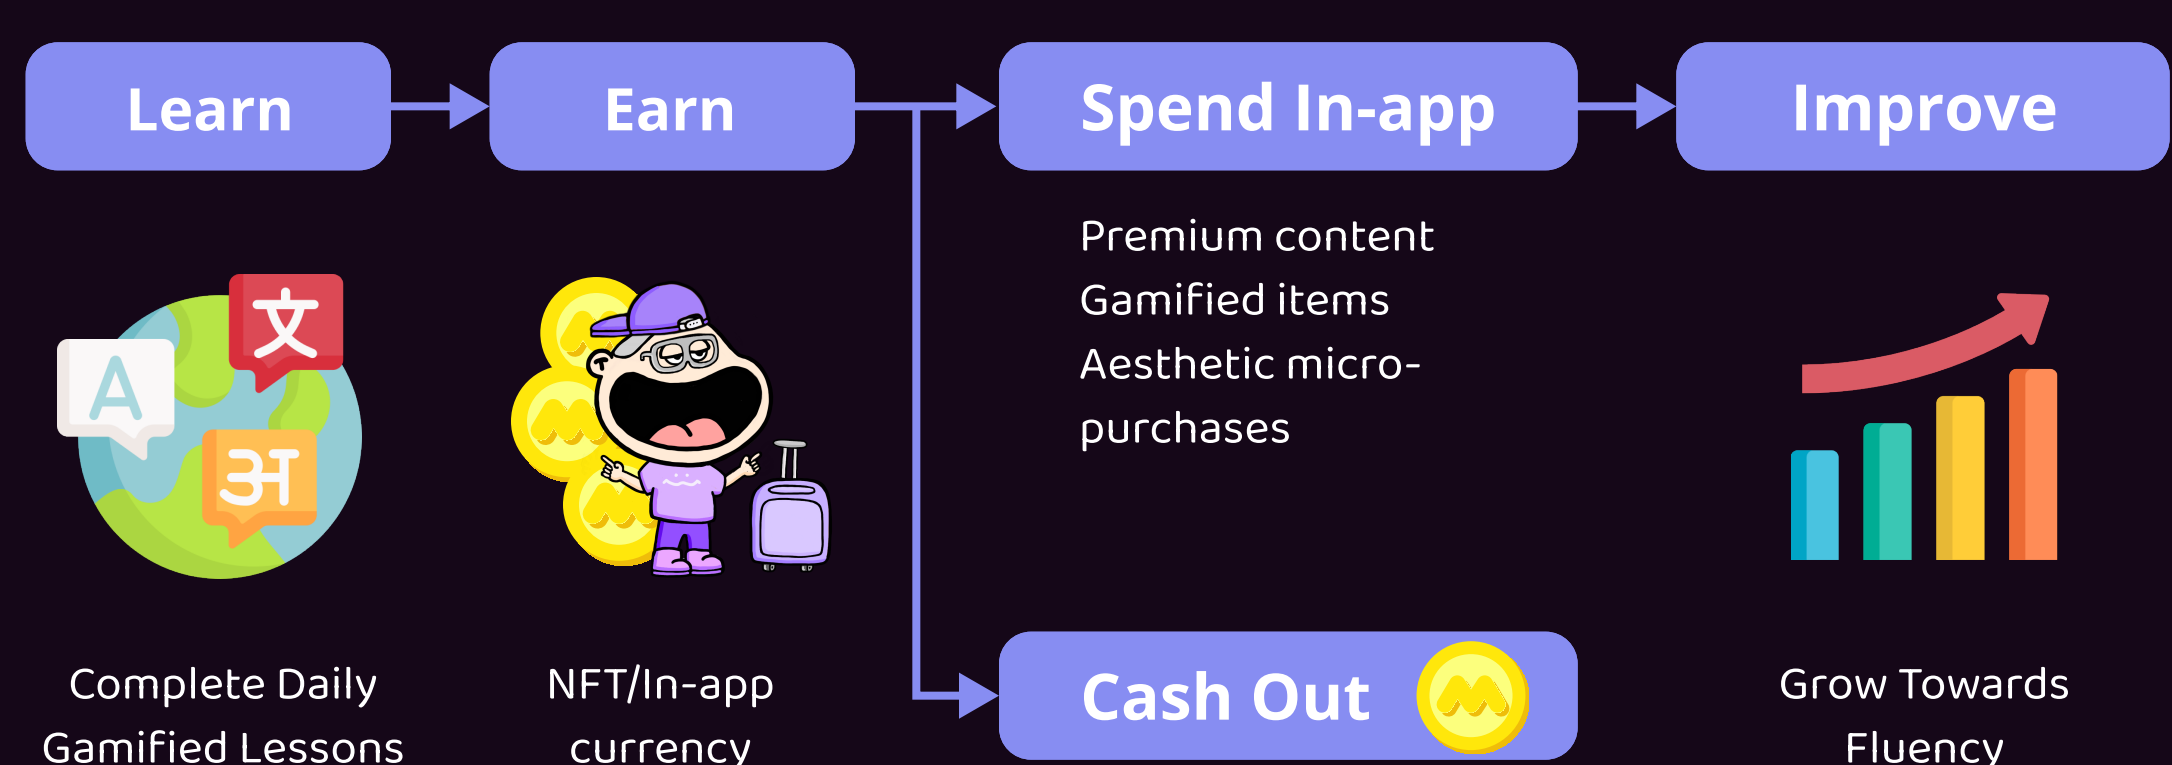 Learn
Earn
Spend In-app
Improve
Premium content
Gamified items
Aesthetic micro-
purchases
文
A
अ
Cash Out
Complete Daily
Gamified Lessons
NFT/In-app
currency
Grow Towards
Fluency